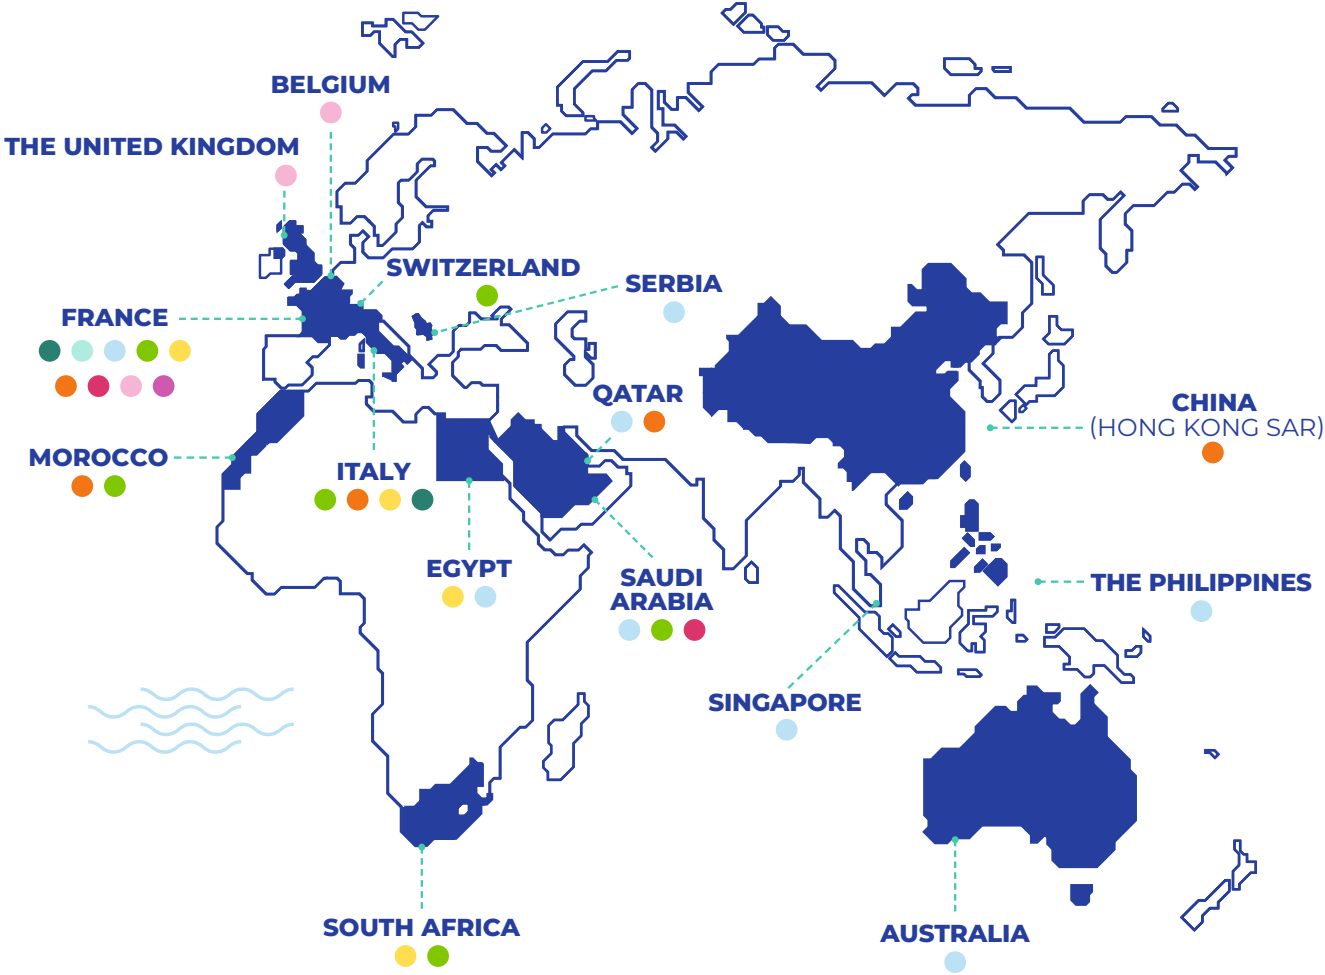 BELGIUM
THE UNITED KINGDOM
SWITZERLAND
SERBIA
FRANCE
QATAR
CHINA
(HONG KONG SAR)
MOROCCO
ITALY
EGYPT
SAUDI
ARABIA
THE PHILIPPINES
SINGAPORE
SOUTH AFRICA
AUSTRALIA